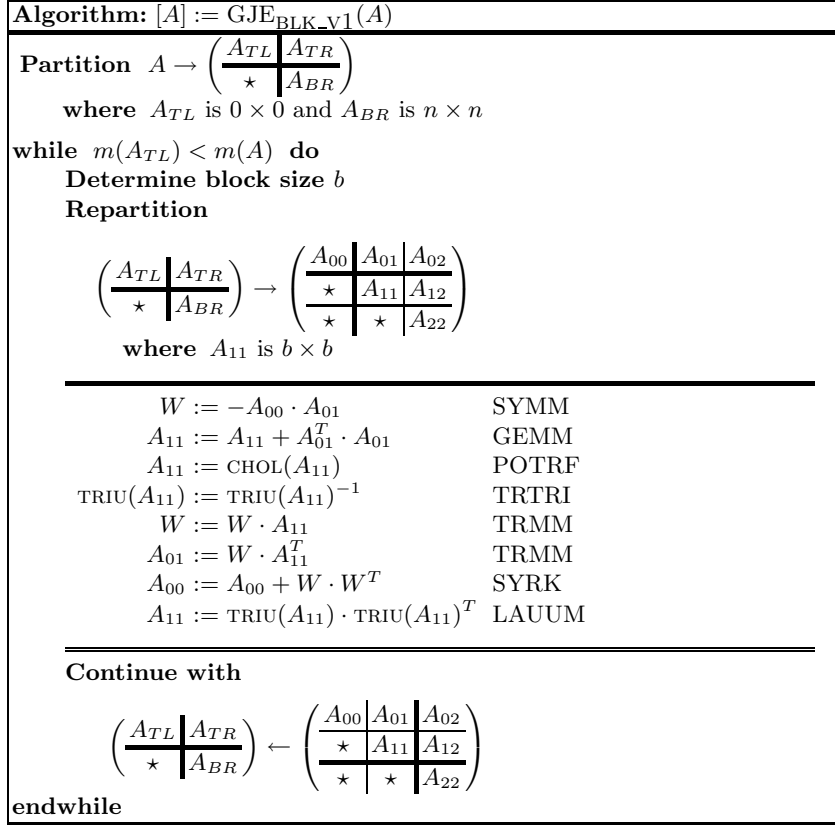 Algorithm: [A] := GJE_BLK_V1(A)
Partition A → ( A_TL A_TR
⋆ A_BR )
where A_TL is 0 × 0 and A_BR is n × n
while m(A_TL) < m(A) do
Determine block size b
Repartition
( A_TL A_TR
⋆ A_BR ) → ( A_00 A_01 A_02
⋆ A_11 A_12
⋆ ⋆ A_22 )
where A_11 is b × b
W := −A_00 · A_01 SYMM
A_11 := A_11 + A_01^T · A_01 GEMM
A_11 := CHOL(A_11) POTRF
TRIU(A_11) := TRIU(A_11)^−1 TRTRI
W := W · A_11 TRMM
A_01 := W · A_11^T TRMM
A_00 := A_00 + W · W^T SYRK
A_11 := TRIU(A_11) · TRIU(A_11)^T LAUUM
Continue with
( A_TL A_TR
⋆ A_BR ) ← ( A_00 A_01 A_02
⋆ A_11 A_12
⋆ ⋆ A_22 )
endwhile